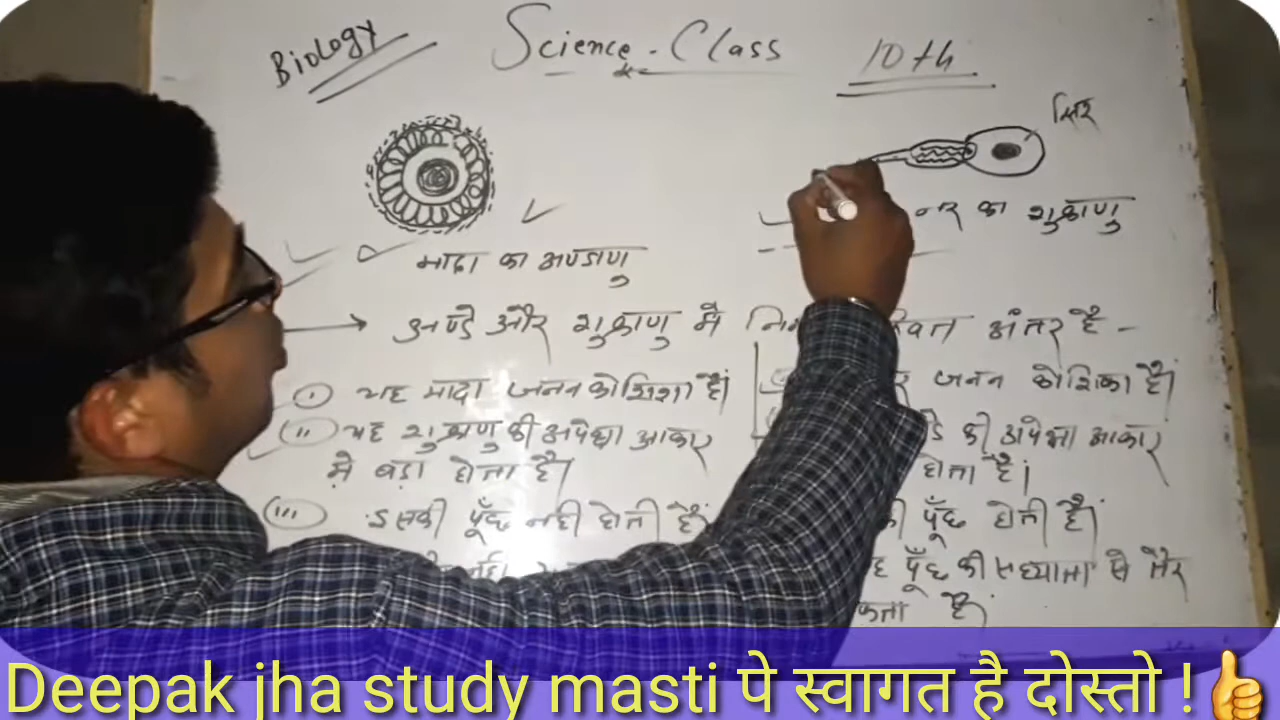 Biology
Science - Class 10th
सिर
नर का शुक्राणु
मादा का अण्डाणु
अण्डे और शुक्राणु में अंतर है -
(i) यह मादा जनन कोशिका है।
जनन कोशिका है।
(ii) यह शुक्राणु की अपेक्षा आकार
की अपेक्षा आकार
में बड़ा होता है।
होता है।
(iii) इसकी पूँछ नही होती है।
पूँछ होती है।
पूँछ की सहायता से तैर
है।
Deepak jha study masti पे स्वागत है दोस्तो ! 👍